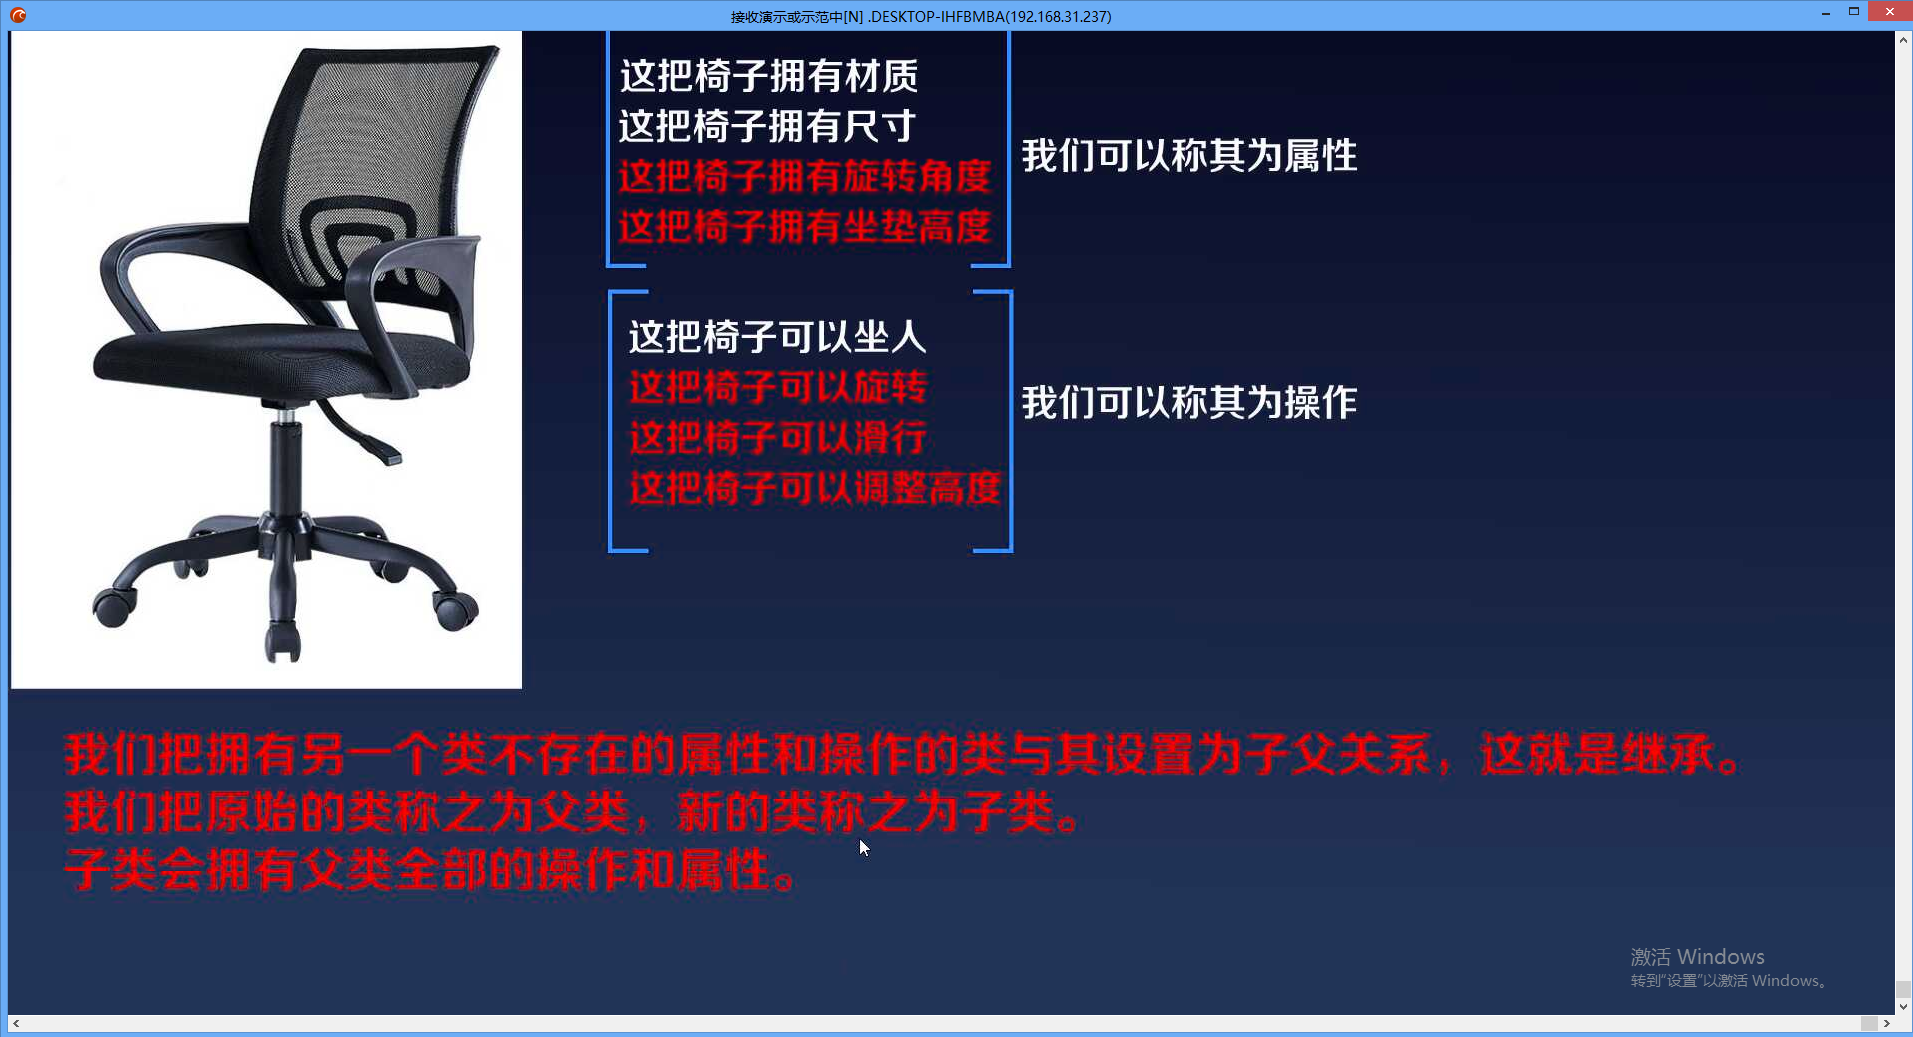 接收演示或示范中[N] .DESKTOP-IHFBMBA(192.168.31.237)
这把椅子拥有材质
这把椅子拥有尺寸
这把椅子拥有旋转角度
这把椅子拥有坐垫高度
我们可以称其为属性
这把椅子可以坐人
这把椅子可以旋转
这把椅子可以滑行
这把椅子可以调整高度
我们可以称其为操作
我们把拥有另一个类不存在的属性和操作的类与其设置为子父关系，这就是继承。
我们把原始的类称之为父类，新的类称之为子类。
子类会拥有父类全部的操作和属性。
激活 Windows
转到“设置”以激活 Windows。